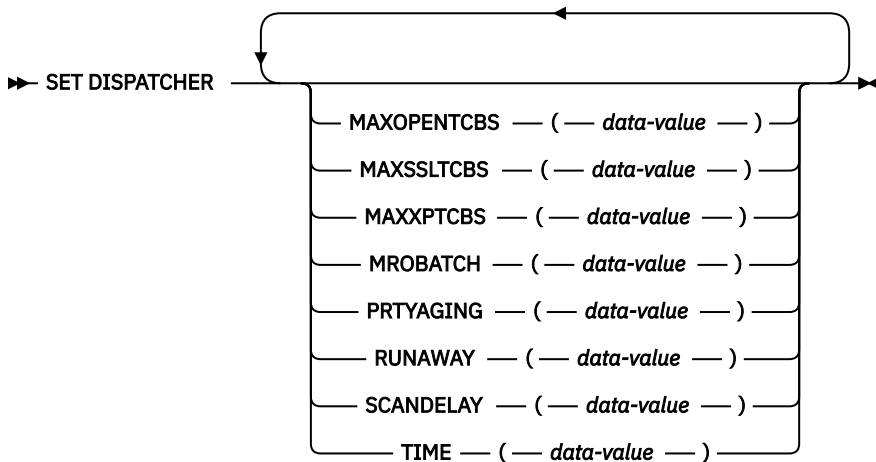 SET DISPATCHER
MAXOPENTCBS ( data-value )
MAXSSLTCBS ( data-value )
MAXXPTCBS ( data-value )
MROBATCH ( data-value )
PRTYAGING ( data-value )
RUNAWAY ( data-value )
SCANDELAY ( data-value )
TIME ( data-value )